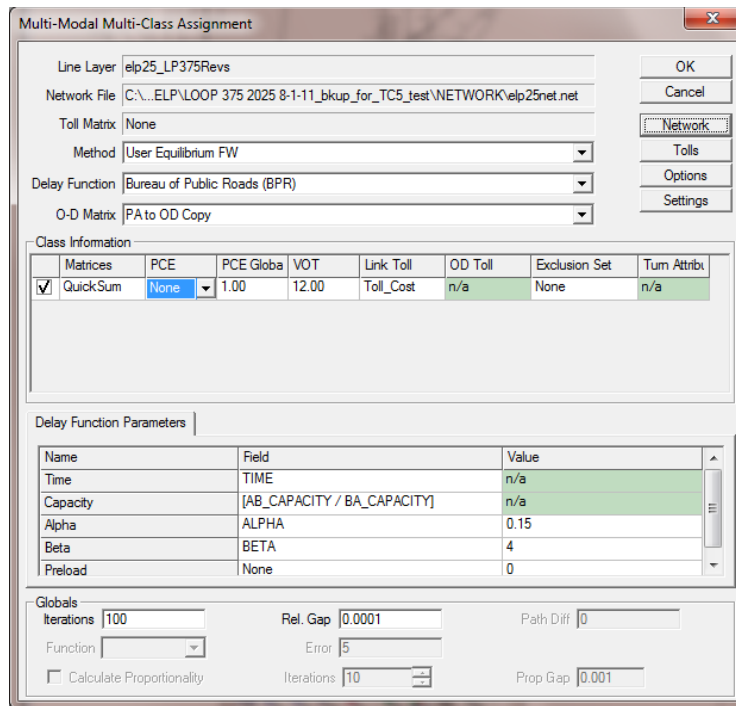 Multi-Modal Multi-Class Assignment
Line Layer elp25_LP375Revs OK
Network File C:\...ELP\LOOP 375 2025 8-1-11_bkup_for_TC5_test\NETWORK\elp25net.net Cancel
Toll Matrix None Network
Method User Equilibrium FW Tolls
Delay Function Bureau of Public Roads (BPR) Options
O-D Matrix PA to OD Copy Settings
Class Information
Matrices PCE PCE Globa VOT Link Toll OD Toll Exclusion Set Turn Attribu
QuickSum None 1.00 12.00 Toll_Cost n/a None n/a
Delay Function Parameters
Name Field Value
Time TIME n/a
Capacity [AB_CAPACITY / BA_CAPACITY] n/a
Alpha ALPHA 0.15
Beta BETA 4
Preload None 0
Globals
Iterations 100 Rel. Gap 0.0001 Path Diff 0
Function Error 5
Calculate Proportionality Iterations 10 Prop Gap 0.001